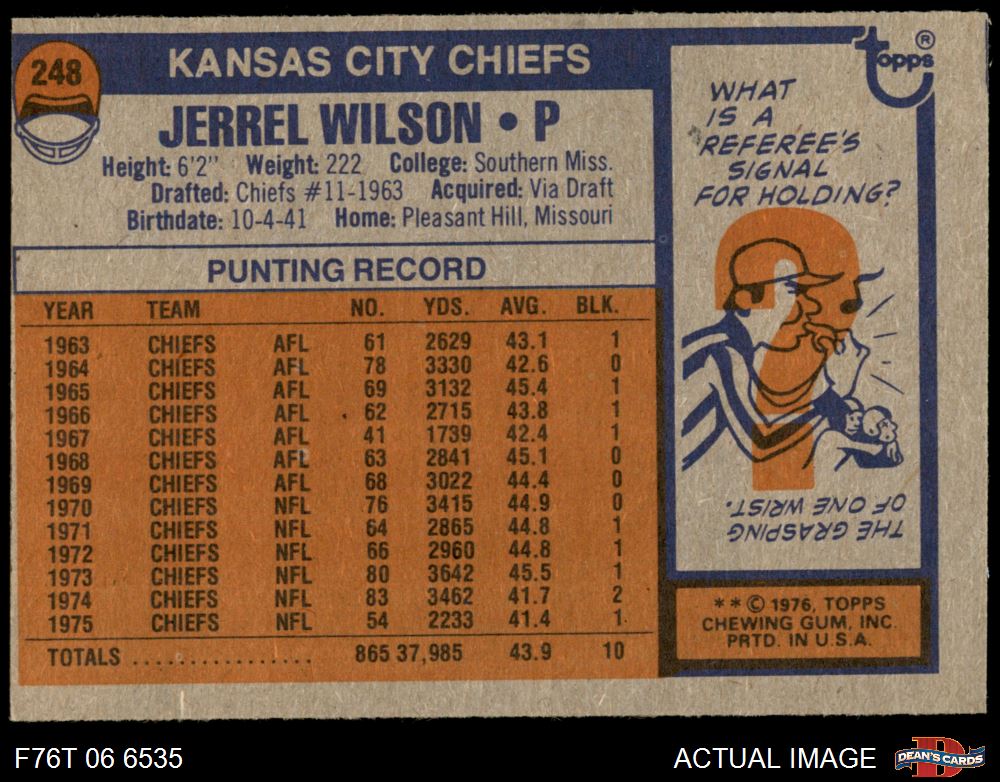 248
KANSAS CITY CHIEFS
JERREL WILSON • P
Height: 6'2" Weight: 222 College: Southern Miss.
Drafted: Chiefs #11-1963 Acquired: Via Draft
Birthdate: 10-4-41 Home: Pleasant Hill, Missouri
PUNTING RECORD
YEAR TEAM NO. YDS. AVG. BLK.
1963 CHIEFS AFL 61 2629 43.1 1
1964 CHIEFS AFL 78 3330 42.6 0
1965 CHIEFS AFL 69 3132 45.4 1
1966 CHIEFS AFL 62 2715 43.8 1
1967 CHIEFS AFL 41 1739 42.4 1
1968 CHIEFS AFL 63 2841 45.1 0
1969 CHIEFS AFL 68 3022 44.4 0
1970 CHIEFS NFL 76 3415 44.9 0
1971 CHIEFS NFL 64 2865 44.8 1
1972 CHIEFS NFL 66 2960 44.8 1
1973 CHIEFS NFL 80 3642 45.5 1
1974 CHIEFS NFL 83 3462 41.7 2
1975 CHIEFS NFL 54 2233 41.4 1
TOTALS ................ 865 37,985 43.9 10
Topps ®
WHAT
IS A
REFEREE'S
SIGNAL
FOR HOLDING?
?
THE GRASPING
OF ONE WRIST.
** © 1976, TOPPS
CHEWING GUM, INC.
PRTD. IN U.S.A.
F76T 06 6535
ACTUAL IMAGE
D
DEAN'S CARDS